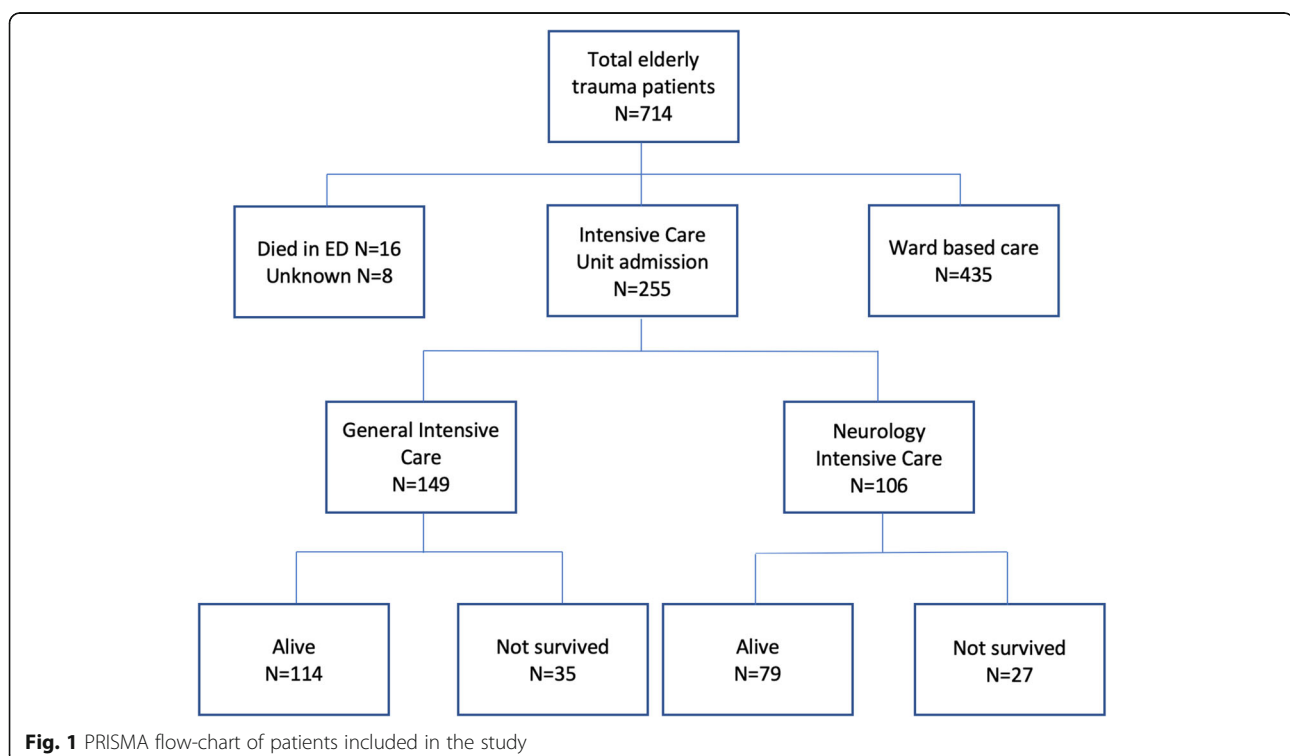 Total elderly
trauma patients
N=714
Died in ED N=16
Unknown N=8
Intensive Care
Unit admission
N=255
Ward based care
N=435
General Intensive
Care
N=149
Neurology
Intensive Care
N=106
Alive
N=114
Not survived
N=35
Alive
N=79
Not survived
N=27
Fig. 1 PRISMA flow-chart of patients included in the study